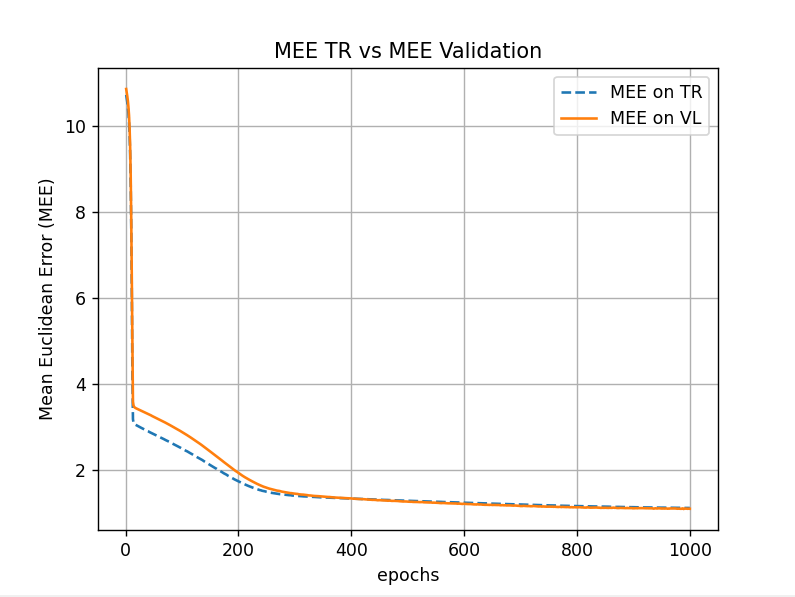 MEE TR vs MEE Validation
MEE on TR
MEE on VL
Mean Euclidean Error (MEE)
10
8
6
4
2
0
200
400
600
800
1000
epochs